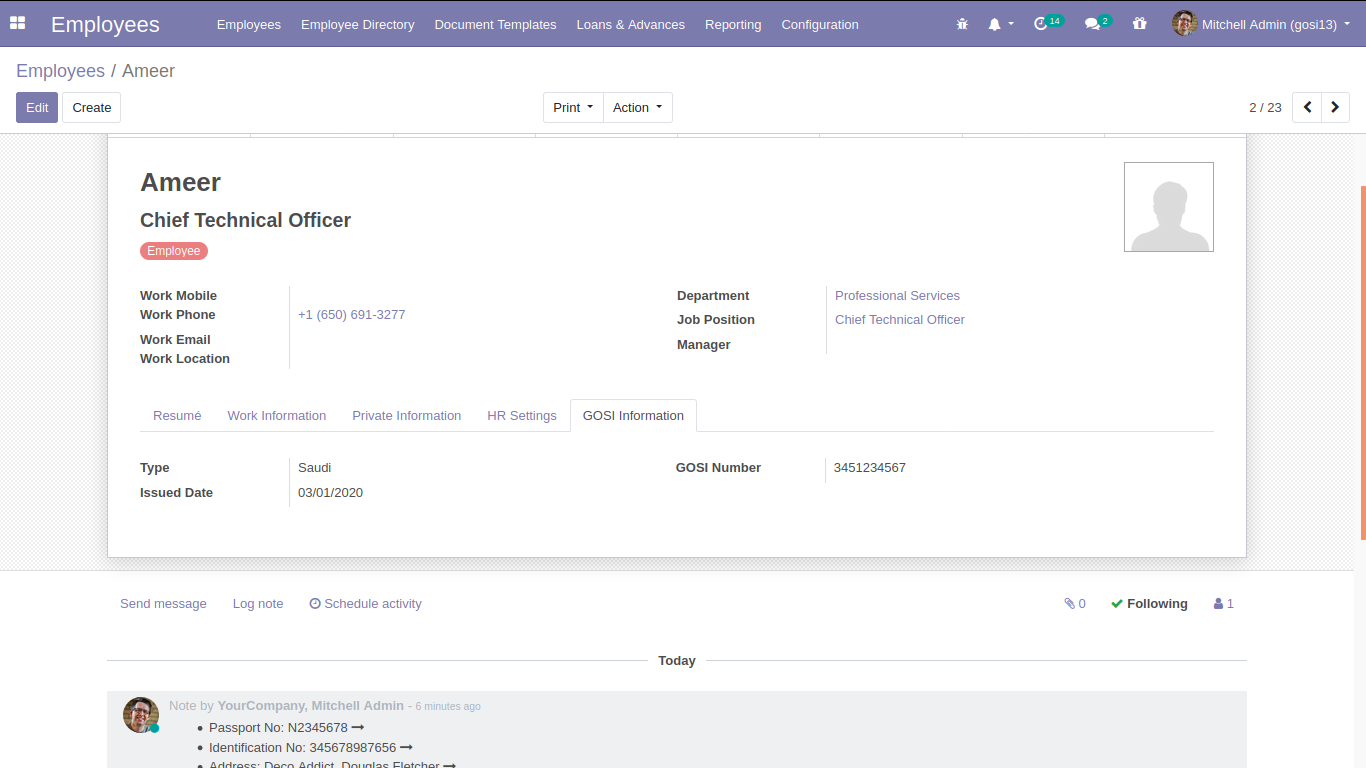 Employees Employees Employee Directory Document Templates Loans & Advances Reporting Configuration 14 2 Mitchell Admin (gosi13)
Employees / Ameer
Edit Create Print Action 2 / 23
Ameer
Chief Technical Officer
Employee
Work Mobile Department Professional Services
Work Phone +1 (650) 691-3277 Job Position Chief Technical Officer
Work Email Manager
Work Location
Resumé Work Information Private Information HR Settings GOSI Information
Type Saudi GOSI Number 3451234567
Issued Date 03/01/2020
Send message Log note Schedule activity 0 Following 1
Today
Note by YourCompany, Mitchell Admin - 6 minutes ago
• Passport No: N2345678 →
• Identification No: 345678987656 →
• Address: Deco Addict, Douglas Fletcher →